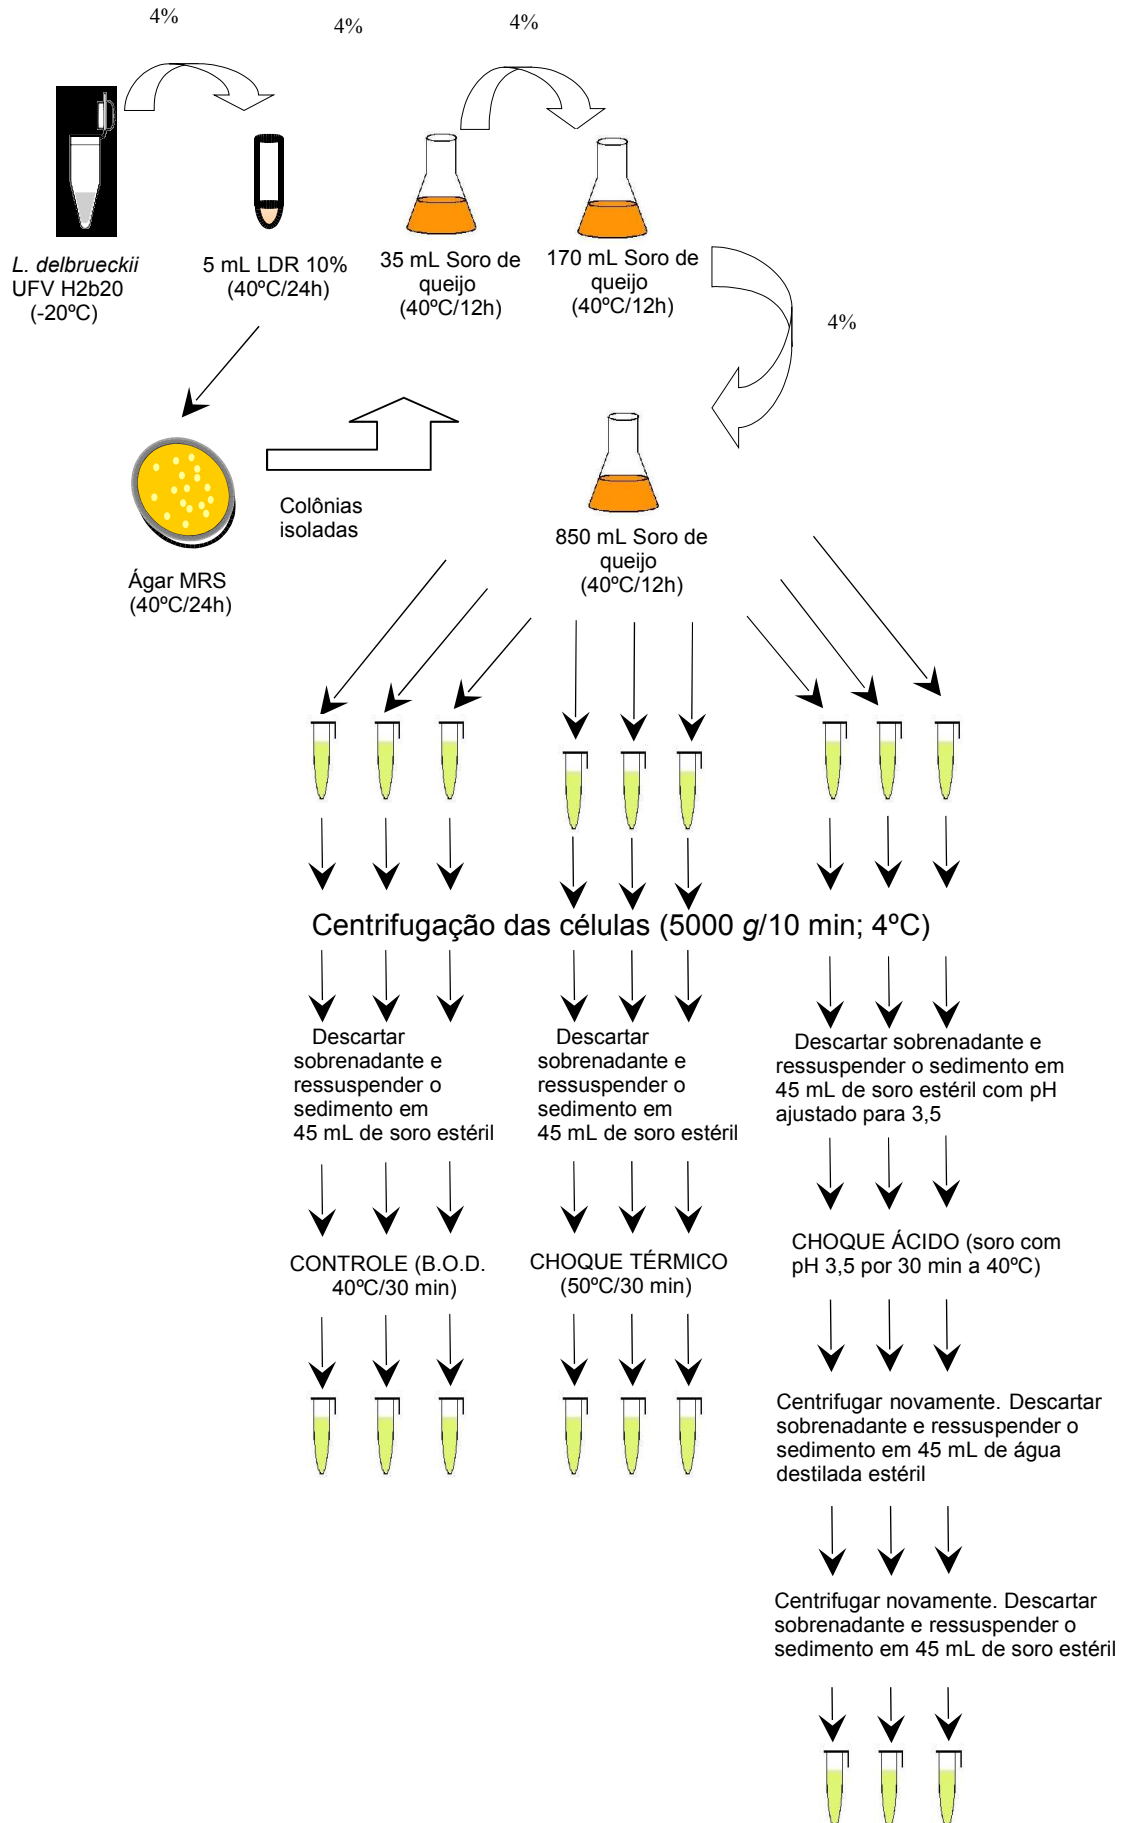 4%
4%
4%
L. delbrueckii
UFV H2b20
(-20ºC)
5 mL LDR 10%
(40ºC/24h)
35 mL Soro de
queijo
(40ºC/12h)
170 mL Soro de
queijo
(40ºC/12h)
4%
Ágar MRS
(40ºC/24h)
Colônias
isoladas
850 mL Soro de
queijo
(40ºC/12h)
Centrifugação das células (5000 g/10 min; 4ºC)
Descartar
sobrenadante e
ressuspender o
sedimento em
45 mL de soro estéril
Descartar
sobrenadante e
ressuspender o
sedimento em
45 mL de soro estéril
Descartar sobrenadante e
ressuspender o sedimento em
45 mL de soro estéril com pH
ajustado para 3,5
CONTROLE (B.O.D.
40ºC/30 min)
CHOQUE TÉRMICO
(50ºC/30 min)
CHOQUE ÁCIDO (soro com
pH 3,5 por 30 min a 40ºC)
Centrifugar novamente. Descartar
sobrenadante e ressuspender o
sedimento em 45 mL de água
destilada estéril
Centrifugar novamente. Descartar
sobrenadante e ressuspender o
sedimento em 45 mL de soro estéril